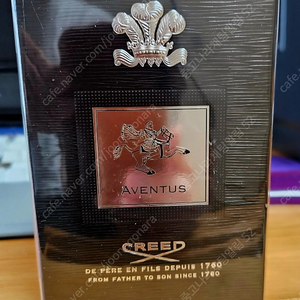 AVENTUS
CREED
DE PÈRE EN FILS DEPUIS 1760
FROM FATHER TO SON SINCE 1760